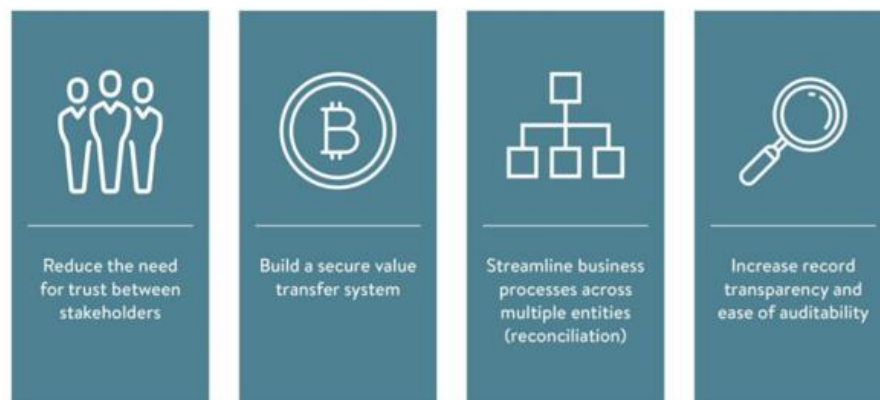 Reduce the need
for trust between
stakeholders
Build a secure value
transfer system
Streamline business
processes across
multiple entities
(reconciliation)
Increase record
transparency and
ease of auditability